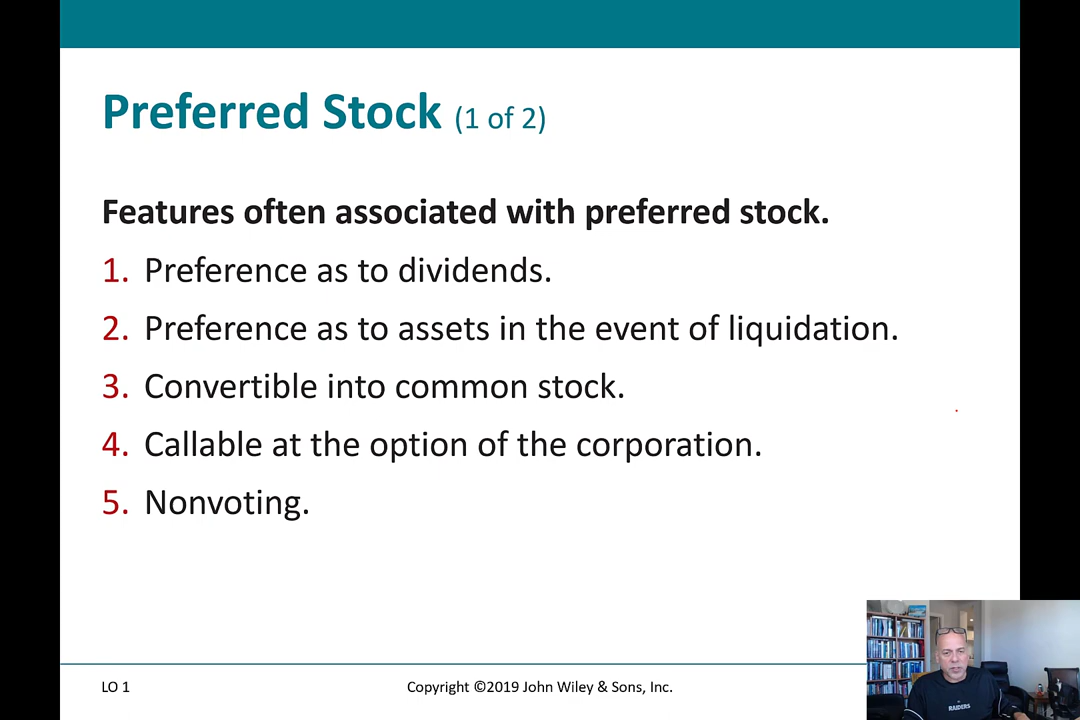 Preferred Stock (1 of 2)
Features often associated with preferred stock.
1. Preference as to dividends.
2. Preference as to assets in the event of liquidation.
3. Convertible into common stock.
4. Callable at the option of the corporation.
5. Nonvoting.
LO 1
Copyright ©2019 John Wiley & Sons, Inc.
RAIDERS